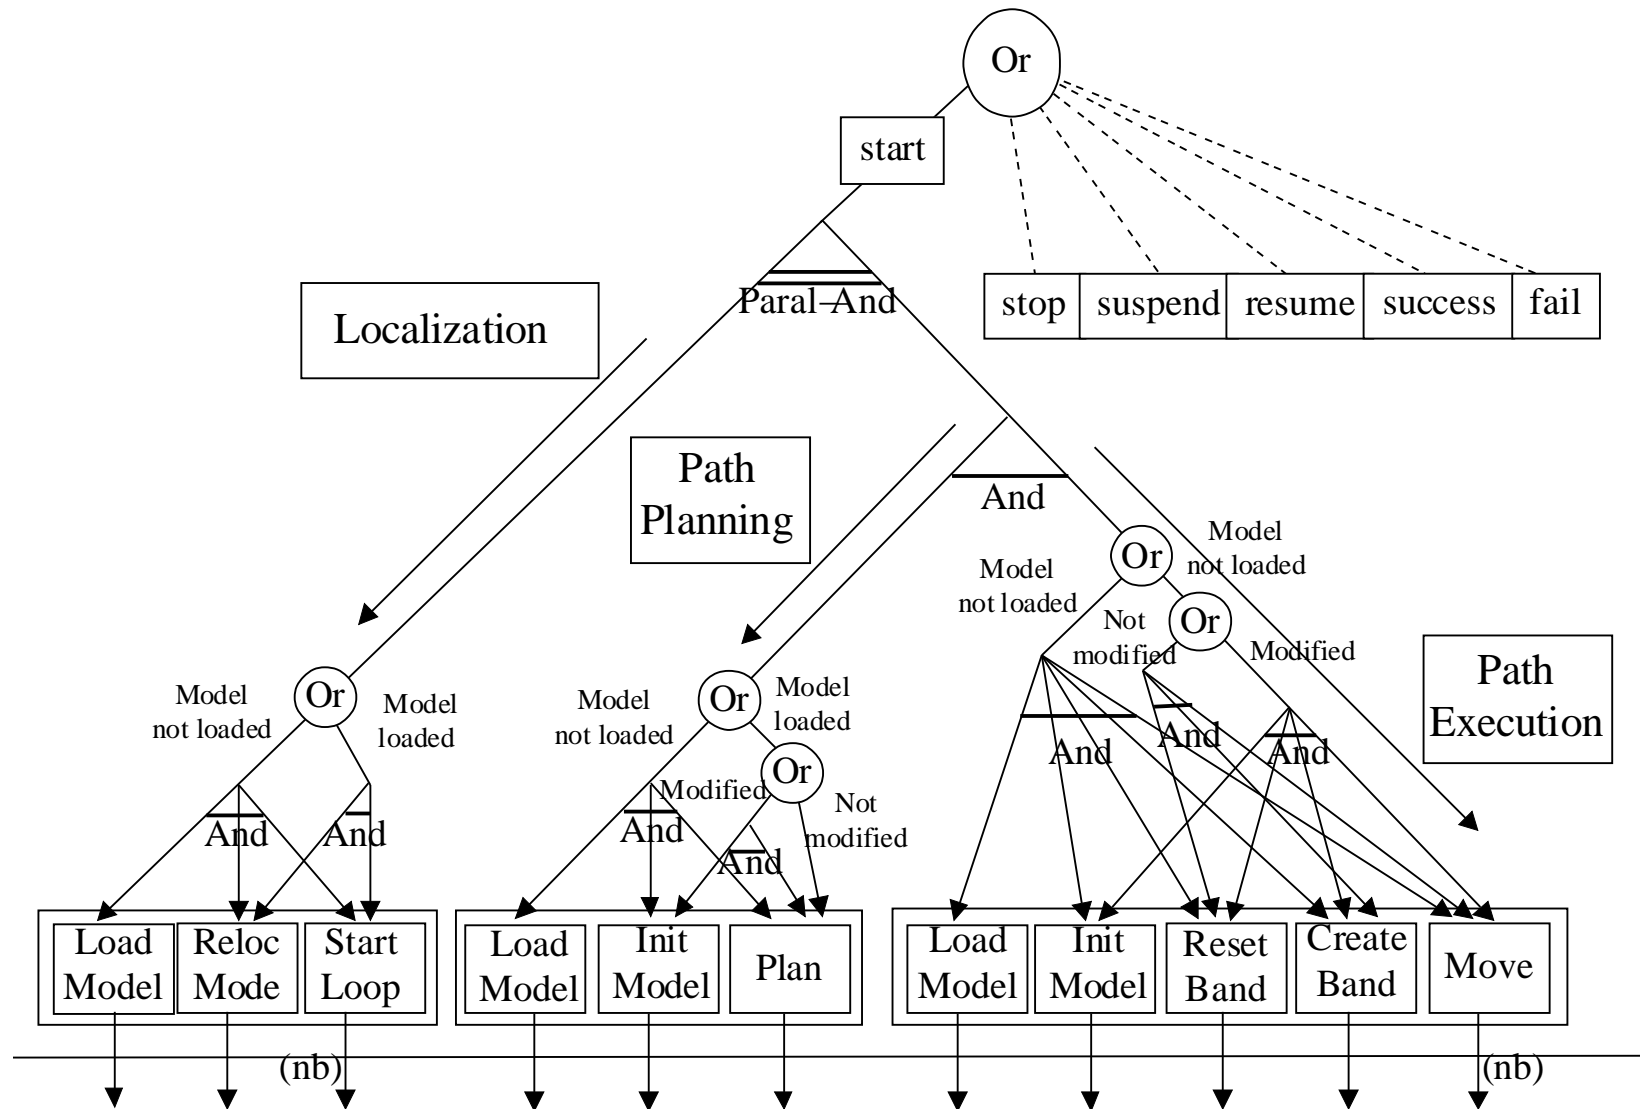 Or
start
Paral–And
stop
suspend
resume
success
fail
Localization
Path
Planning
And
Or
Model
not loaded
Model
not loaded
Not
modified
Or
Modified
Path
Execution
Model
not loaded
Or
Model
loaded
Model
not loaded
Or
Model
loaded
And
And
And
Or
Modified
Not
modified
And
And
And
And
Load
Model
Reloc
Mode
Start
Loop
Load
Model
Init
Model
Plan
Load
Model
Init
Model
Reset
Band
Create
Band
Move
(nb)
(nb)